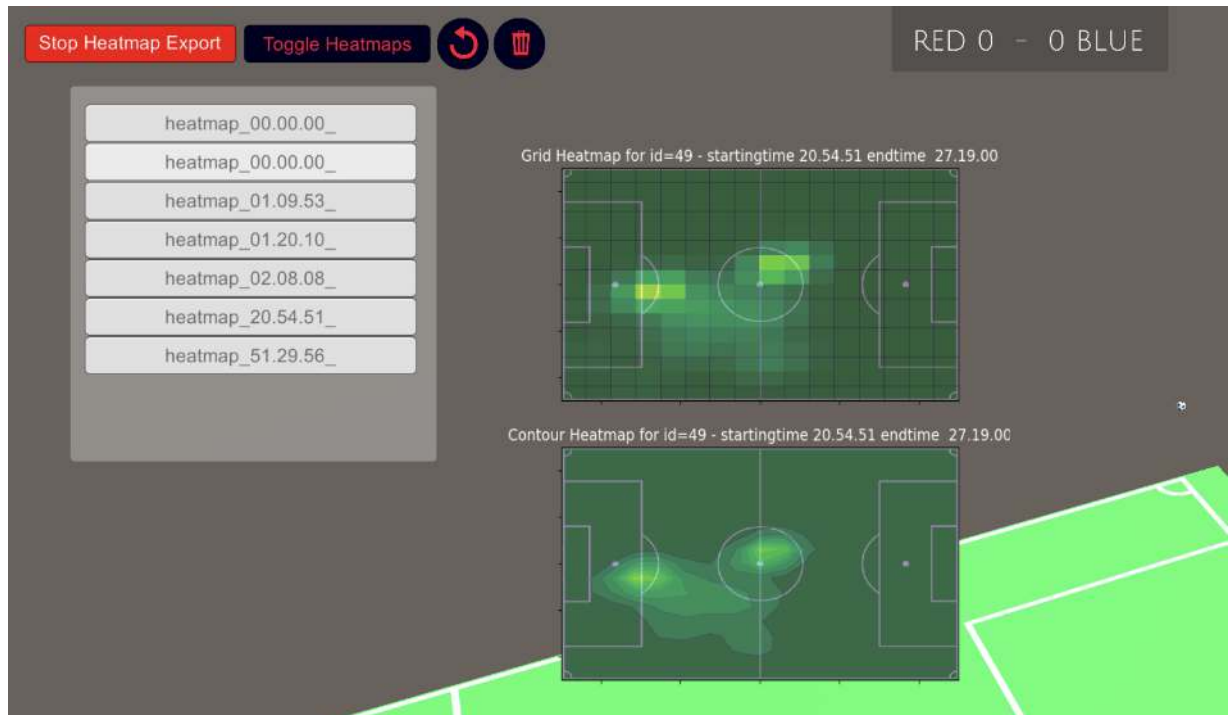 Stop Heatmap Export
Toggle Heatmaps
RED 0 - 0 BLUE
heatmap_00.00.00_
heatmap_00.00.00_
heatmap_01.09.53_
heatmap_01.20.10_
heatmap_02.08.08_
heatmap_20.54.51_
heatmap_51.29.56_
Grid Heatmap for id=49 - startingtime 20.54.51 endtime 27.19.00
Contour Heatmap for id=49 - startingtime 20.54.51 endtime 27.19.00